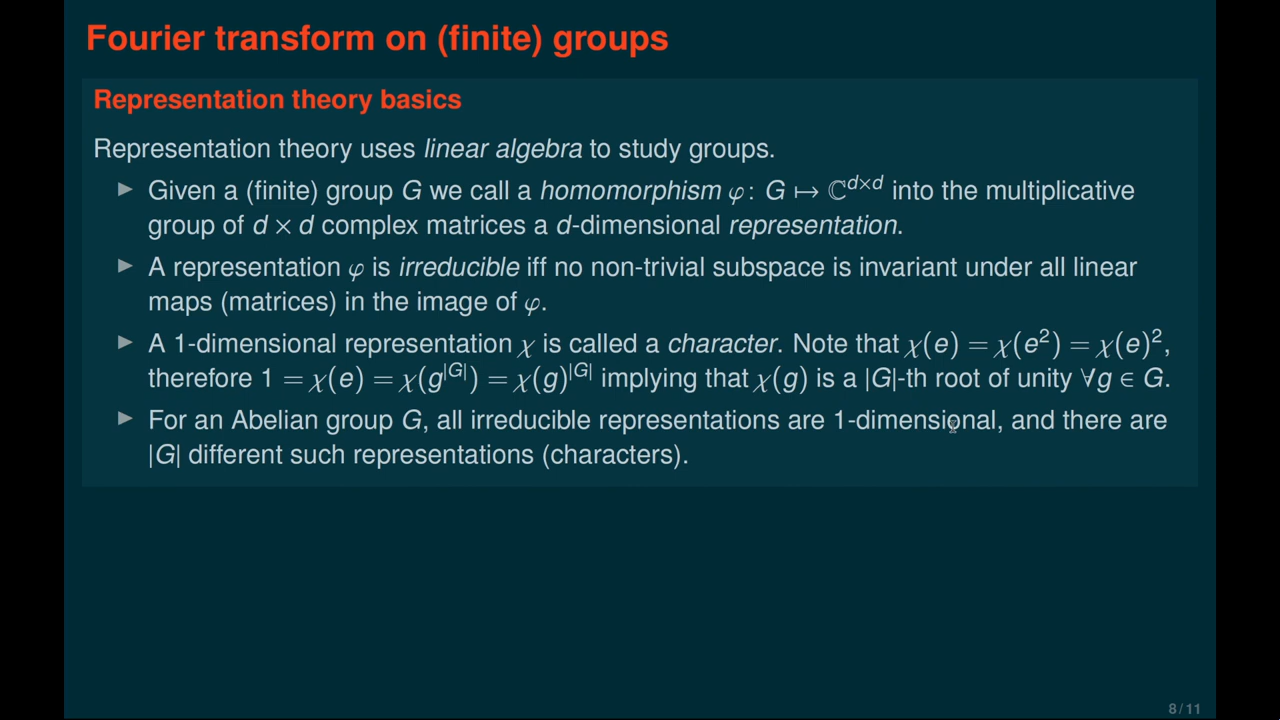 Fourier transform on (finite) groups
Representation theory basics
Representation theory uses linear algebra to study groups.
▶ Given a (finite) group G we call a homomorphism φ: G ↦ ℂ^{d×d} into the multiplicative
group of d × d complex matrices a d-dimensional representation.
▶ A representation φ is irreducible iff no non-trivial subspace is invariant under all linear
maps (matrices) in the image of φ.
▶ A 1-dimensional representation χ is called a character. Note that χ(e) = χ(e²) = χ(e)²,
therefore 1 = χ(e) = χ(g^{|G|}) = χ(g)^{|G|} implying that χ(g) is a |G|-th root of unity ∀g ∈ G.
▶ For an Abelian group G, all irreducible representations are 1-dimensional, and there are
|G| different such representations (characters).
8 / 11